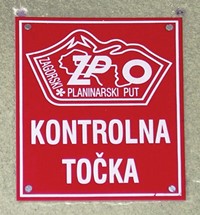 ZPO
ZAGORSKI
PLANINARSKI PUT
KONTROLNA
TOČKA